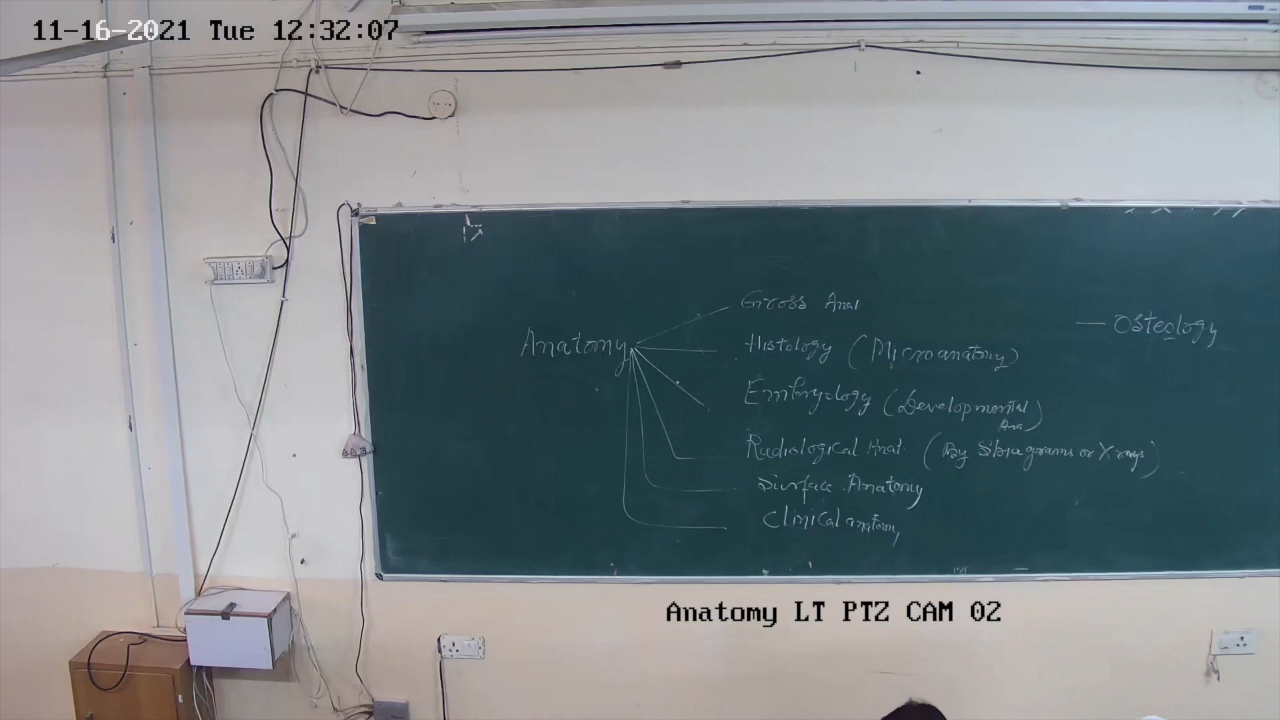 11-16-2021 Tue 12:32:07
Gross Anat
Anatomy
Histology (Microanatomy)
Osteology
Embryology (Developmental Ana)
Radiological Anat. (By Skiagrams or X rays)
Surface Anatomy
Clinical anatomy
Anatomy LT PTZ CAM 02